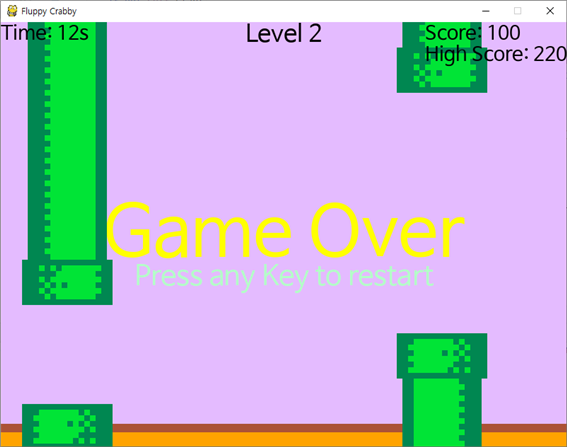 Fluppy Crabby
Time: 12s
Level 2
Score: 100
High Score: 220
Game Over
Press any Key to restart